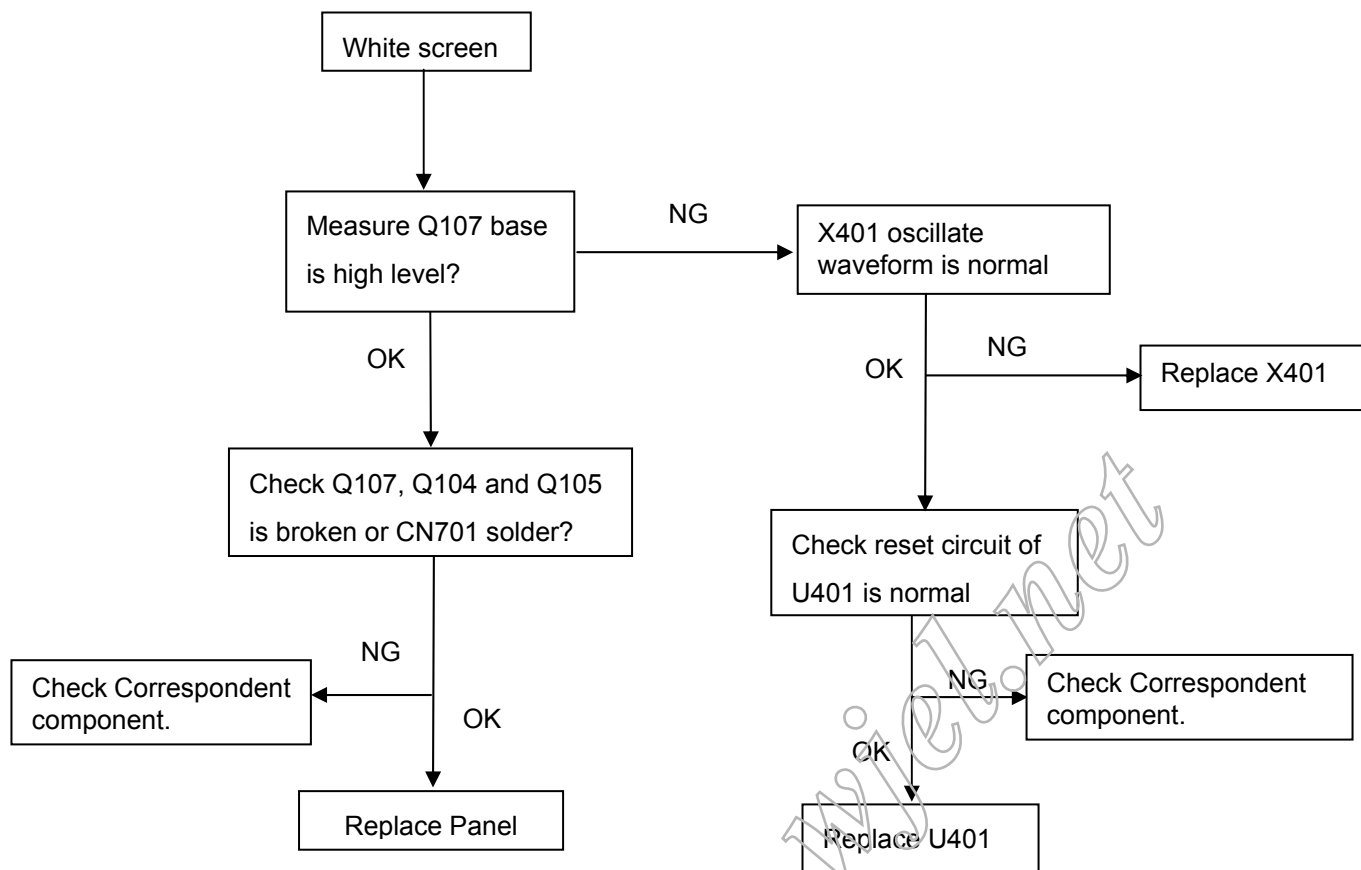 White screen
Measure Q107 base
is high level?
NG
X401 oscillate
waveform is normal
OK
OK
NG
Replace X401
Check Q107, Q104 and Q105
is broken or CN701 solder?
Check reset circuit of
U401 is normal
NG
Check Correspondent
component.
OK
Replace Panel
NG
Check Correspondent
component.
OK
Replace U401
wjel.net